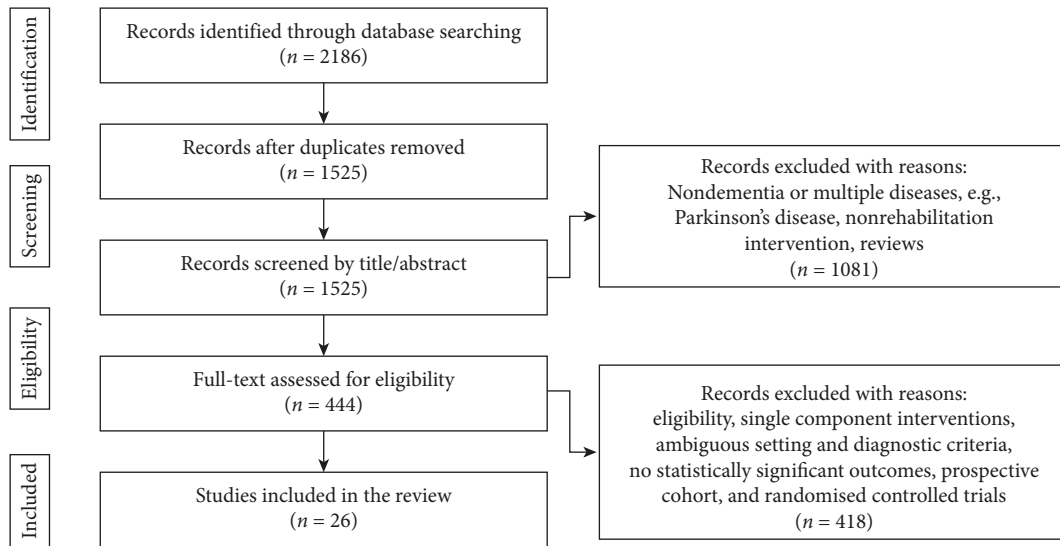 Identification
Records identified through database searching
(n = 2186)
Records after duplicates removed
(n = 1525)
Screening
Records screened by title/abstract
(n = 1525)
Records excluded with reasons:
Nondementia or multiple diseases, e.g.,
Parkinson's disease, nonrehabilitation
intervention, reviews
(n = 1081)
Eligibility
Full-text assessed for eligibility
(n = 444)
Records excluded with reasons:
eligibility, single component interventions,
ambiguous setting and diagnostic criteria,
no statistically significant outcomes, prospective
cohort, and randomised controlled trials
(n = 418)
Included
Studies included in the review
(n = 26)